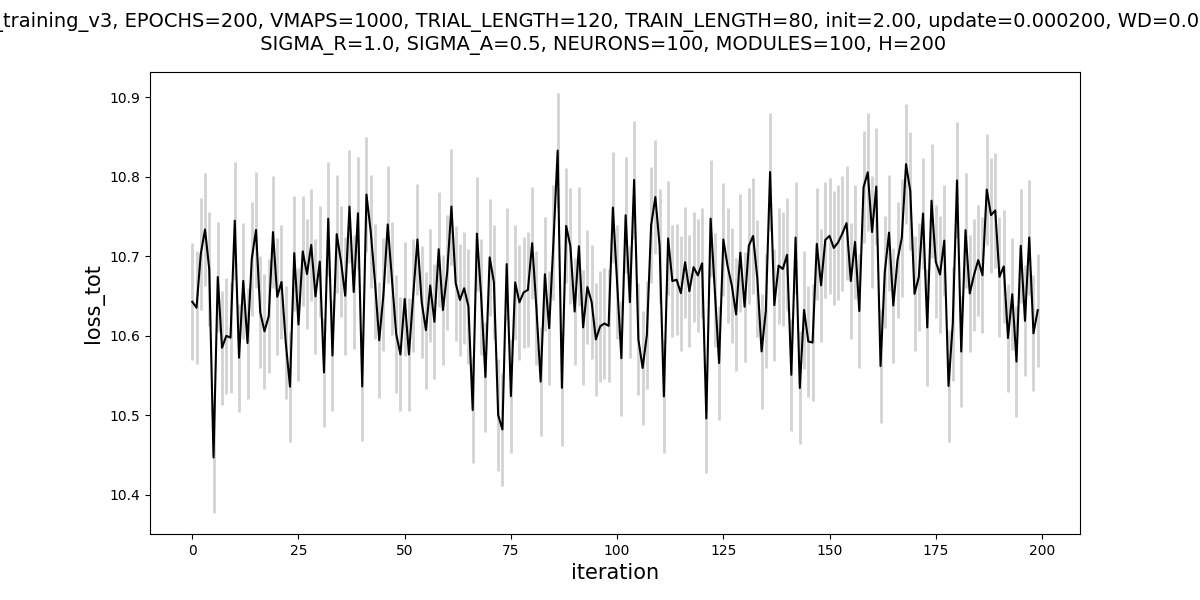 _training_v3, EPOCHS=200, VMAPS=1000, TRIAL_LENGTH=120, TRAIN_LENGTH=80, init=2.00, update=0.000200, WD=0.0
SIGMA_R=1.0, SIGMA_A=0.5, NEURONS=100, MODULES=100, H=200
10.9
10.8
10.7
10.6
10.5
10.4
loss_tot
0 25 50 75 100 125 150 175 200
iteration